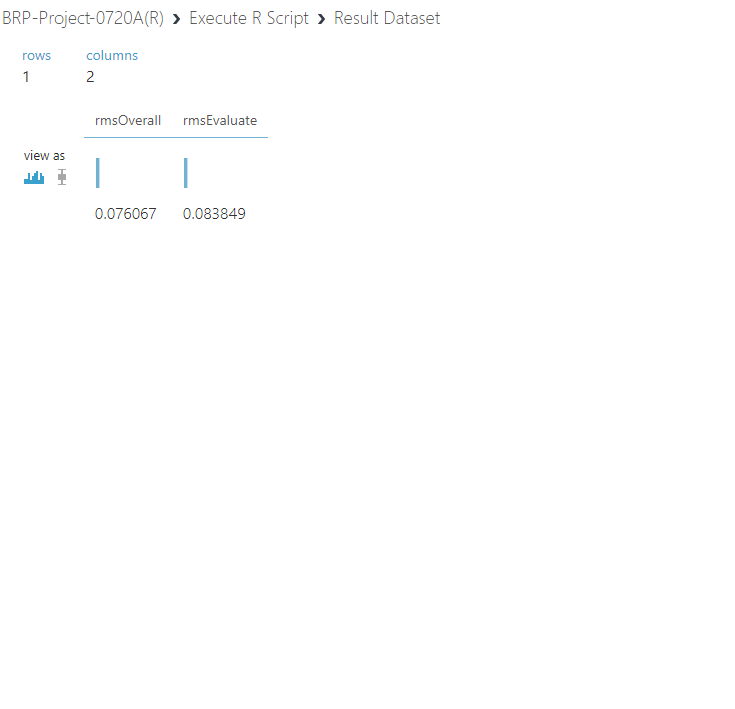 BRP-Project-0720A(R) ❯ Execute R Script ❯ Result Dataset
rows columns
1 2
rmsOverall rmsEvaluate
view as
0.076067 0.083849